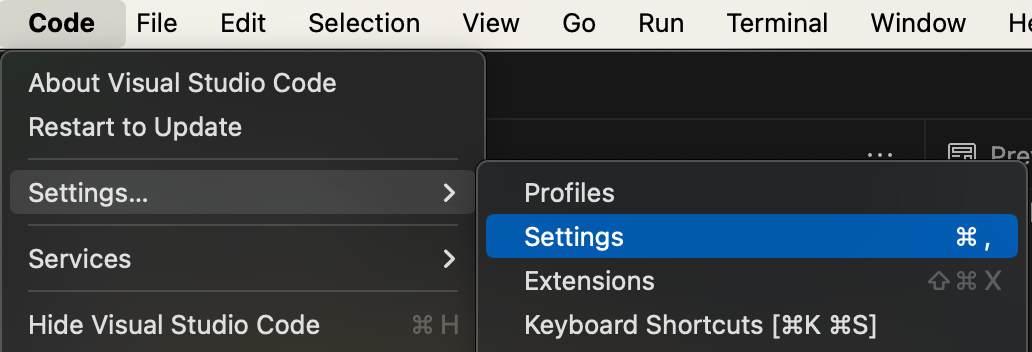 Code File Edit Selection View Go Run Terminal Window
About Visual Studio Code
Restart to Update
...
Settings... >
Profiles
Settings ⌘ ,
Services >
Extensions ⇧ ⌘ X
Hide Visual Studio Code ⌘ H
Keyboard Shortcuts [⌘K ⌘S]